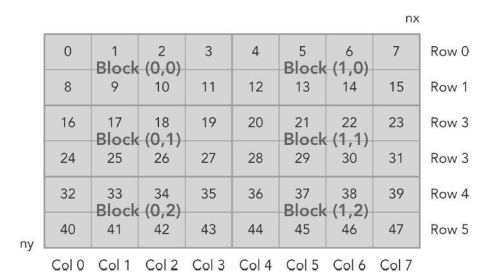 nx
0 1 2 3 4 5 6 7 Row 0
Block (0,0) Block (1,0)
8 9 10 11 12 13 14 15 Row 1
16 17 18 19 20 21 22 23 Row 3
Block (0,1) Block (1,1)
24 25 26 27 28 29 30 31 Row 3
32 33 34 35 36 37 38 39 Row 4
Block (0,2) Block (1,2)
40 41 42 43 44 45 46 47 Row 5
ny
Col 0 Col 1 Col 2 Col 3 Col 4 Col 5 Col 6 Col 7